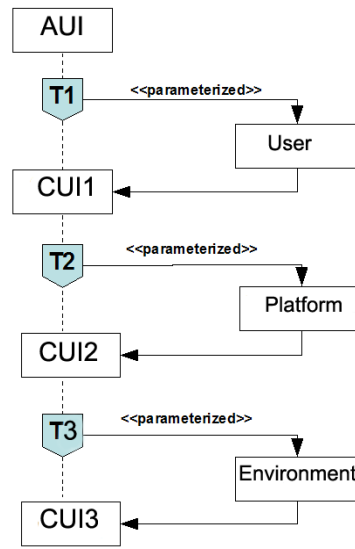 AUI
T1
<<parameterized>>
User
CUI1
T2
<<parameterized>>
Platform
CUI2
T3
<<parameterized>>
Environment
CUI3